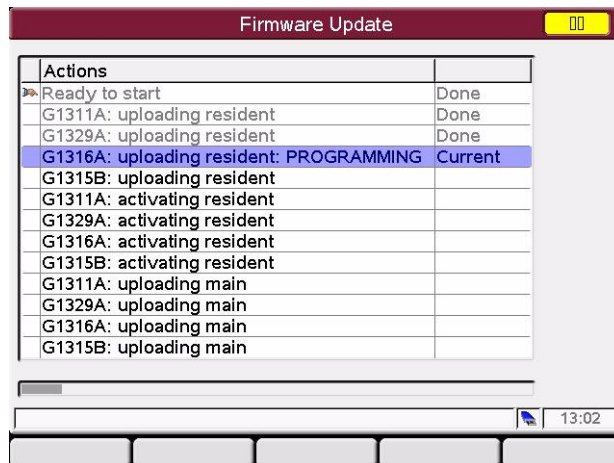 Firmware Update
Actions
Ready to start Done
G1311A: uploading resident Done
G1329A: uploading resident Done
G1316A: uploading resident: PROGRAMMING Current
G1315B: uploading resident
G1311A: activating resident
G1329A: activating resident
G1316A: activating resident
G1315B: activating resident
G1311A: uploading main
G1329A: uploading main
G1316A: uploading main
G1315B: uploading main
13:02